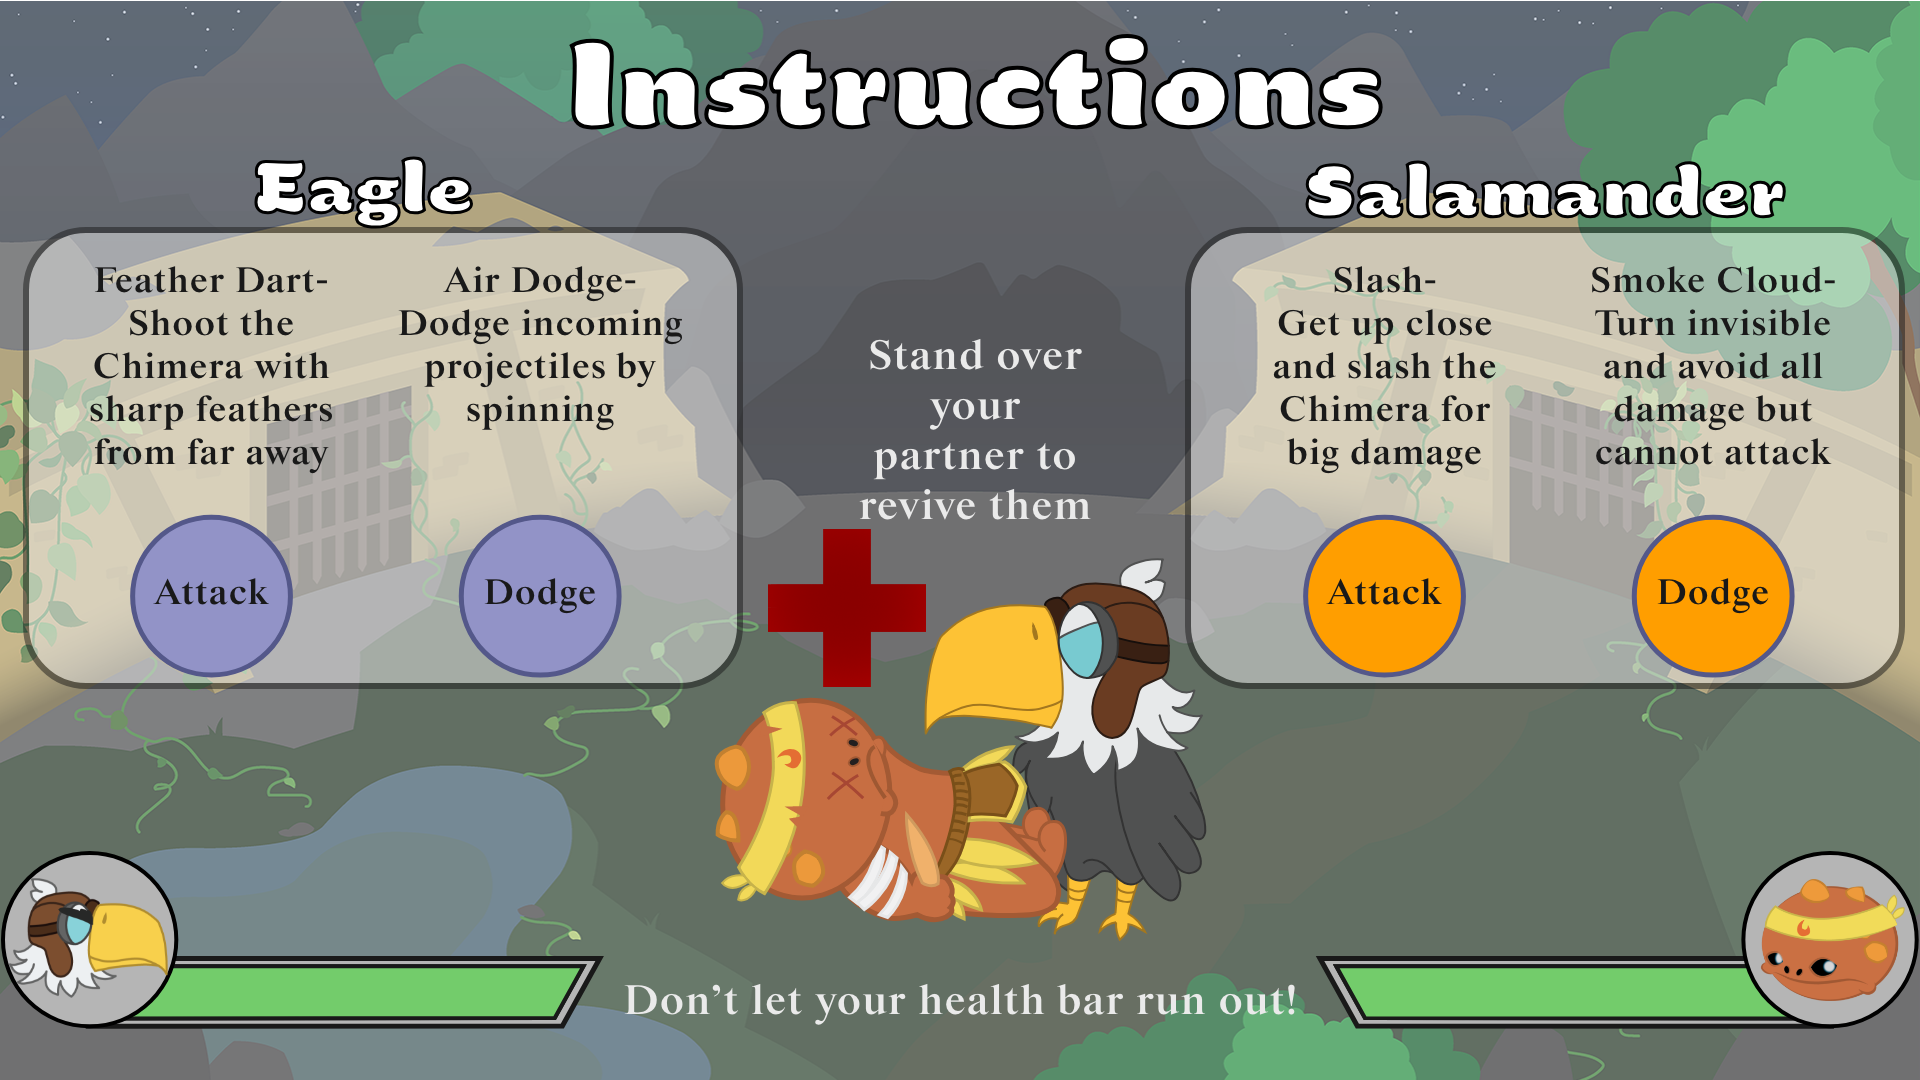 Instructions
Eagle
Feather Dart-
Shoot the
Chimera with
sharp feathers
from far away
Attack
Air Dodge-
Dodge incoming
projectiles by
spinning
Dodge
Stand over
your
partner to
revive them
Salamander
Slash-
Get up close
and slash the
Chimera for
big damage
Attack
Smoke Cloud-
Turn invisible
and avoid all
damage but
cannot attack
Dodge
Don’t let your health bar run out!